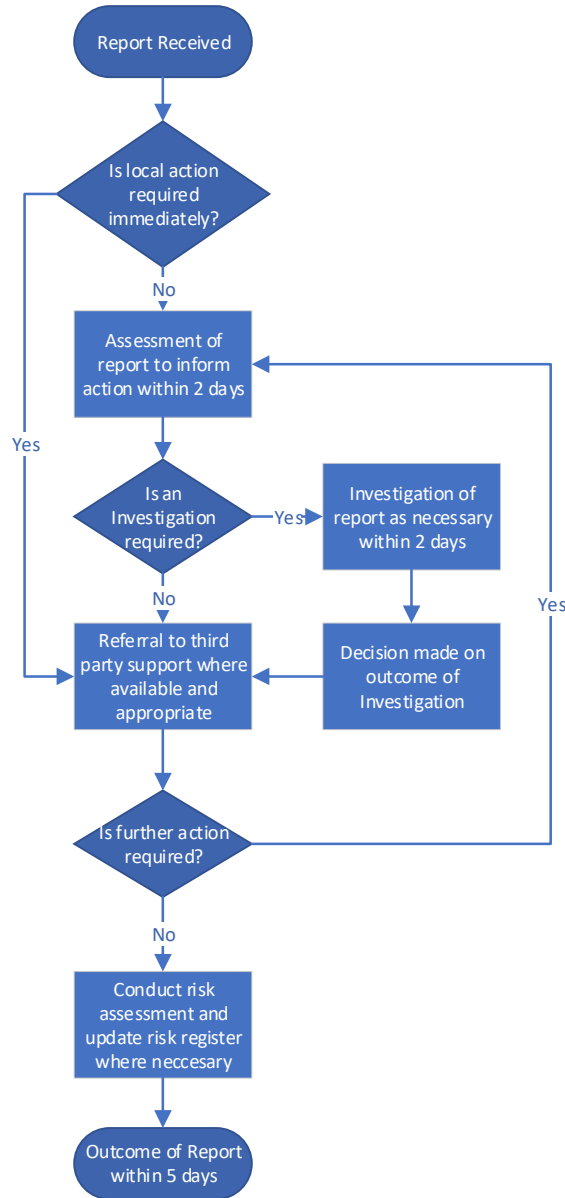 Report Received
Is local action
required
immediately?
No
Assessment of
report to inform
action within 2 days
Yes
Is an
Investigation
required?
Yes
Investigation of
report as necessary
within 2 days
Yes
No
Referral to third
party support where
available and
appropriate
Decision made on
outcome of
Investigation
Is further action
required?
No
Conduct risk
assessment and
update risk register
where neccesary
Outcome of Report
within 5 days